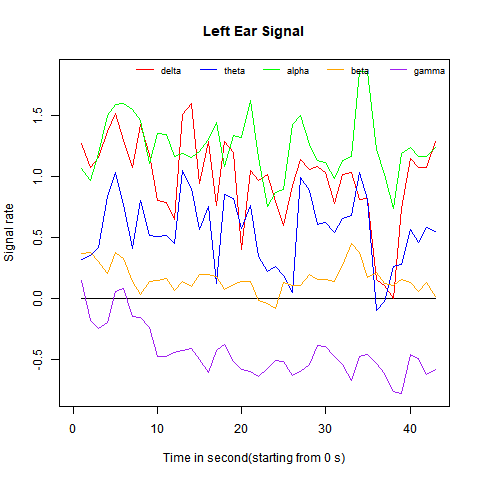 Left Ear Signal
delta theta alpha beta gamma
Signal rate
1.5
1.0
0.5
0.0
-0.5
0 10 20 30 40
Time in second(starting from 0 s)